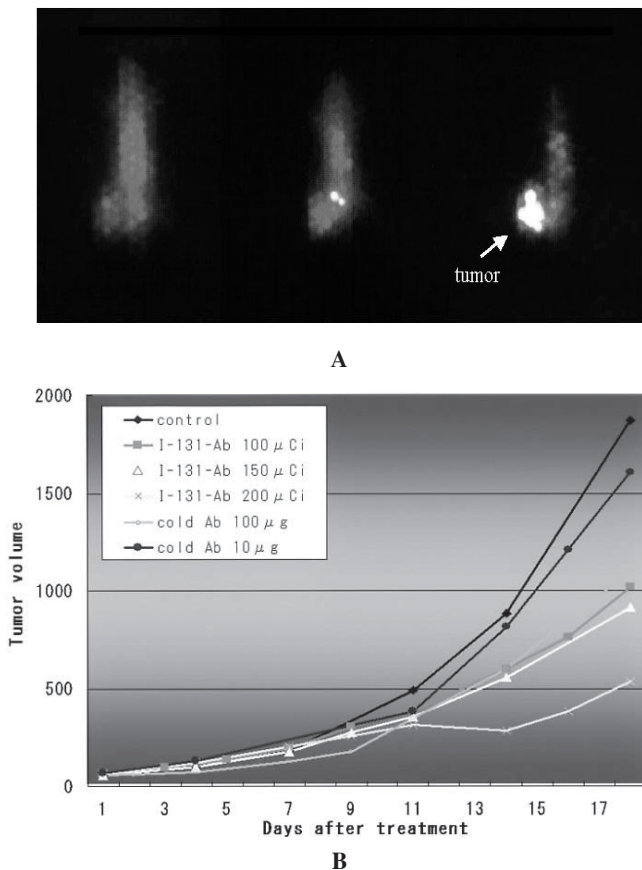 tumor
A
2000
1500
1000
500
0
Tumor volume
control
I-131-Ab 100 μCi
I-131-Ab 150 μCi
I-131-Ab 200 μCi
cold Ab 100 μg
cold Ab 10 μg
1 3 5 7 9 11 13 15 17
Days after treatment
B